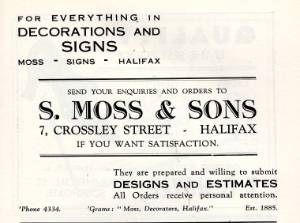 FOR EVERYTHING IN
DECORATIONS AND
SIGNS
MOSS - SIGNS - HALIFAX
SEND YOUR ENQUIRIES AND ORDERS TO
S. MOSS & SONS
7, CROSSLEY STREET - HALIFAX
IF YOU WANT SATISFACTION.
They are prepared and willing to submit
DESIGNS AND ESTIMATES
All Orders receive personal attention.
'Phone 4334. 'Grams: "Moss, Decorators, Halifax." Est. 1885.